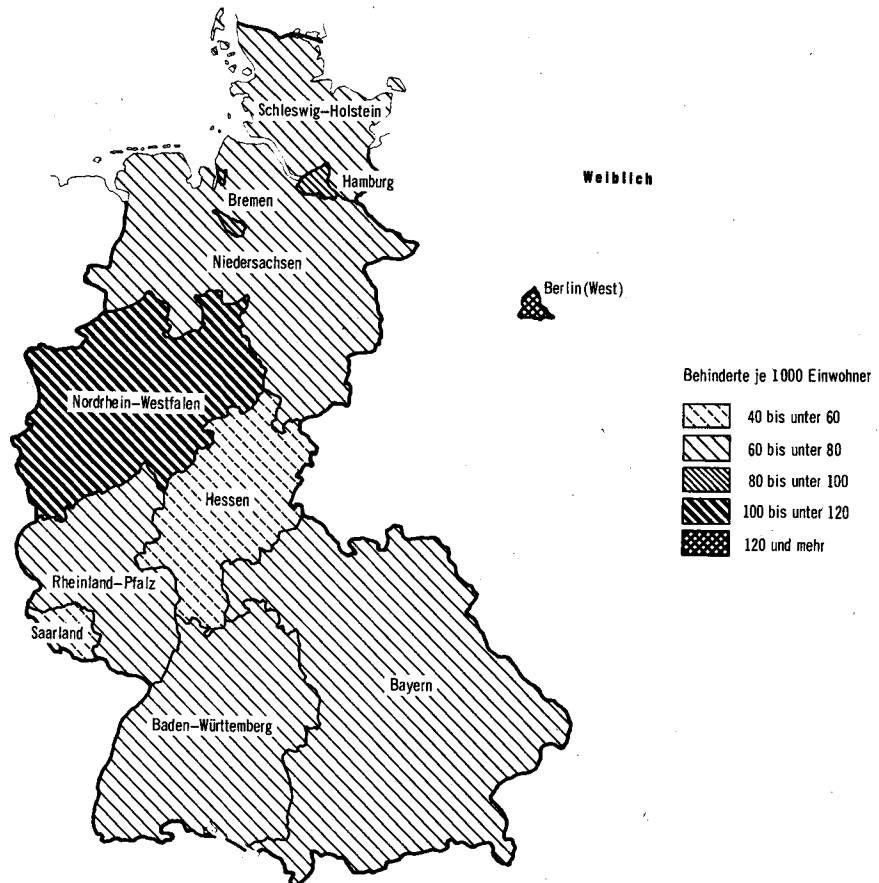 Schleswig–Holstein
Hamburg
Weiblich
Bremen
Niedersachsen
Berlin (West)
Behinderte je 1000 Einwohner
40 bis unter 60
60 bis unter 80
80 bis unter 100
100 bis unter 120
120 und mehr
Nordrhein–Westfalen
Hessen
Rheinland–Pfalz
Saarland
Bayern
Baden–Württemberg